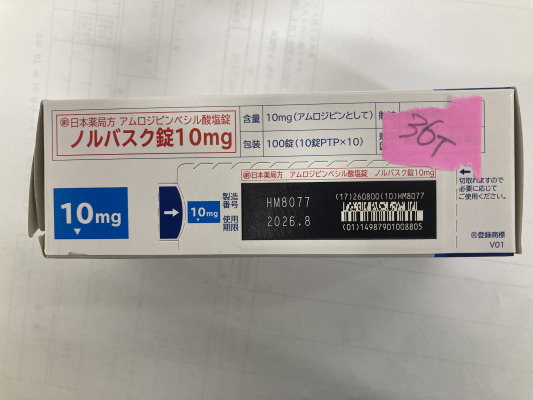 ㊙日本薬局方 アムロジピンベシル酸塩錠
ノルバスク錠10mg
含量 10mg(アムロジピンとして)
包装 100錠(10錠PTP×10)
36T
日本薬局方 アムロジピンベシル酸塩錠 ノルバスク錠10mg
切取れますので
必要に応じて
ご使用ください。
10mg
10mg
製造番号
HM8077
使用期限
2026.8
(17)260800(10)HM8077
(01)14987901008805
®登録商標
V01